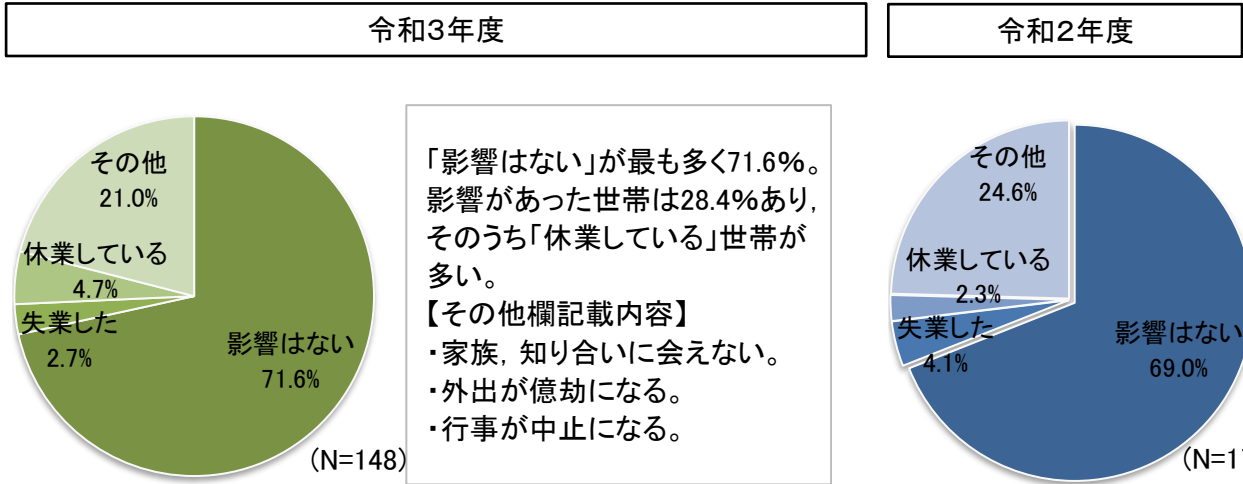 令和3年度
令和2年度
その他
21.0%
休業している
4.7%
失業した
2.7%
影響はない
71.6%
(N=148)
「影響はない」が最も多く71.6%。
影響があった世帯は28.4%あり,
そのうち「休業している」世帯が
多い。
【その他欄記載内容】
・家族, 知り合いに会えない。
・外出が億劫になる。
・行事が中止になる。
その他
24.6%
休業している
2.3%
失業した
4.1%
影響はない
69.0%